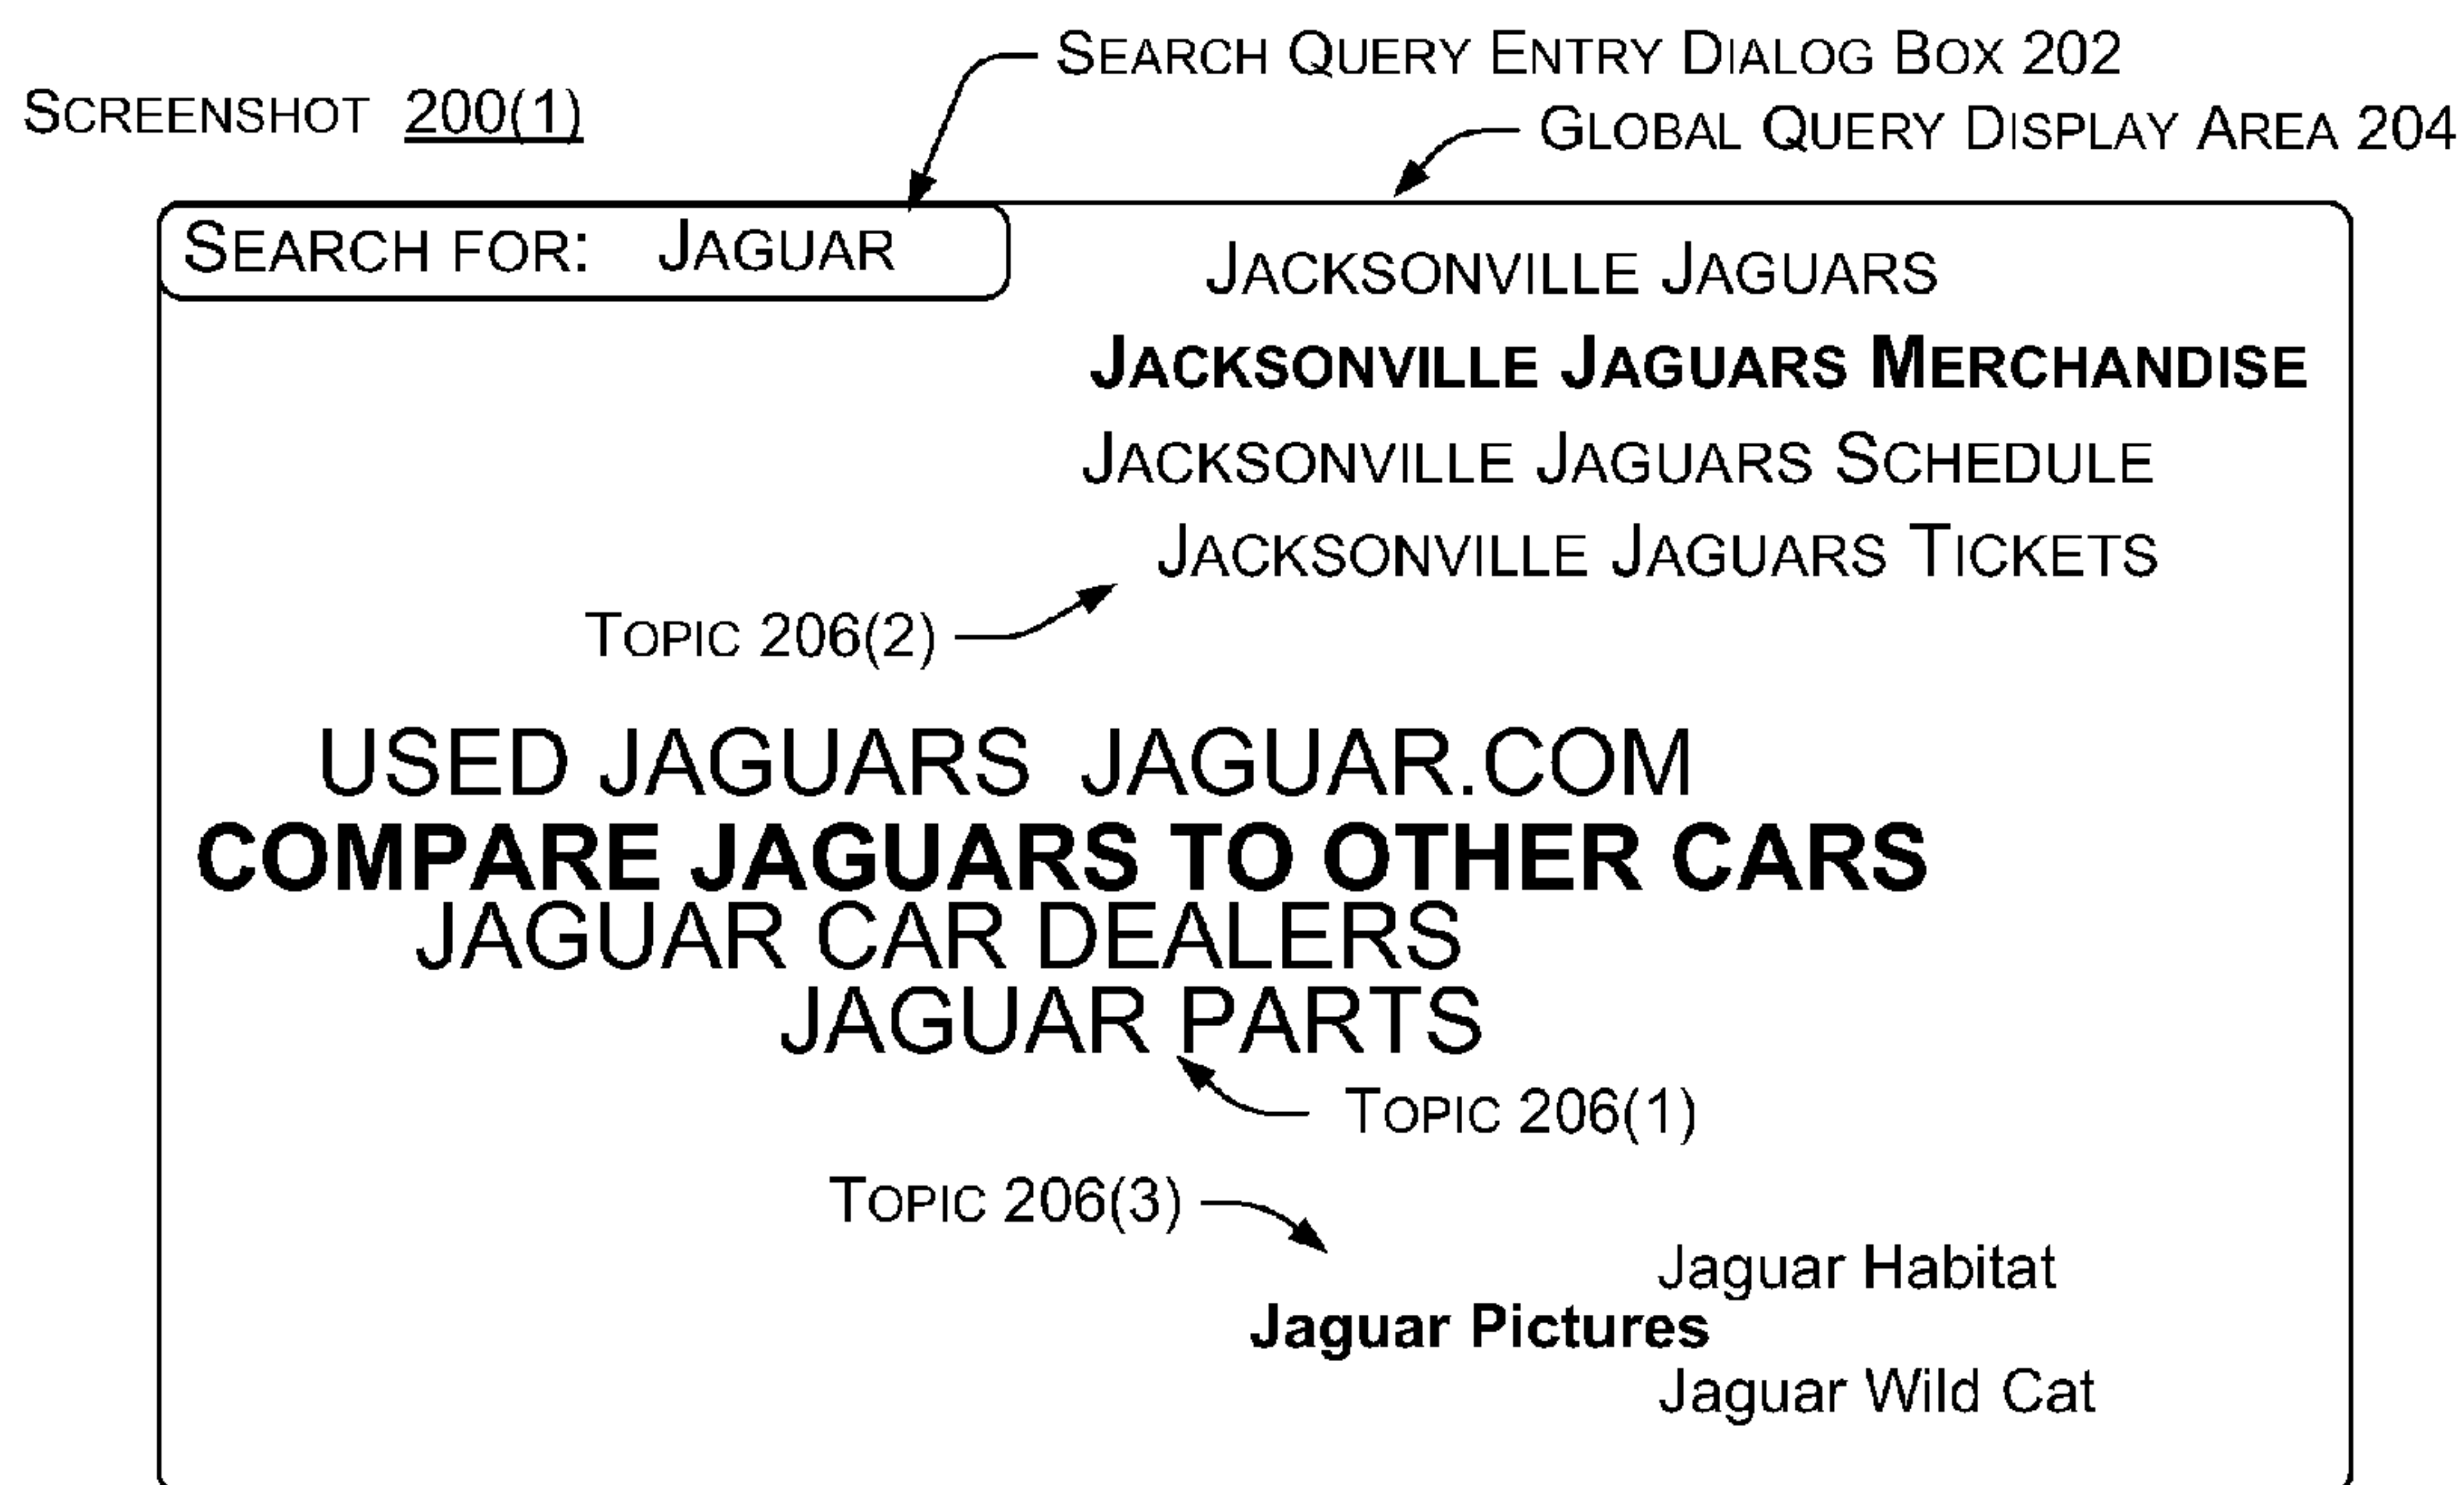 SEARCH QUERY ENTRY DIALOG BOX 202
SCREENSHOT 200(1)
GLOBAL QUERY DISPLAY AREA 204
SEARCH FOR: JAGUAR
JACKSONVILLE JAGUARS
JACKSONVILLE JAGUARS MERCHANDISE
JACKSONVILLE JAGUARS SCHEDULE
JACKSONVILLE JAGUARS TICKETS
TOPIC 206(2)
USED JAGUARS JAGUAR.COM
COMPARE JAGUARS TO OTHER CARS
JAGUAR CAR DEALERS
JAGUAR PARTS
TOPIC 206(1)
TOPIC 206(3)
Jaguar Habitat
Jaguar Pictures
Jaguar Wild Cat